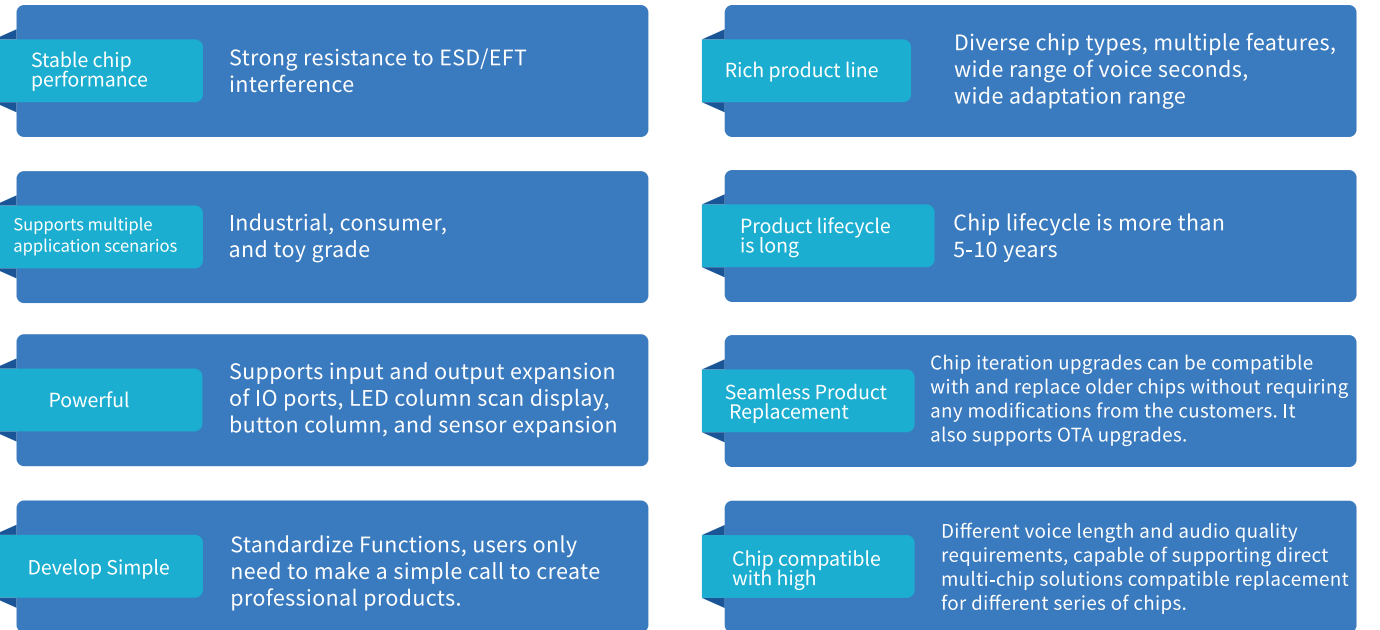 Stable chip
performance
Strong resistance to ESD/EFT
interference
Rich product line
Diverse chip types, multiple features,
wide range of voice seconds,
wide adaptation range
Supports multiple
application scenarios
Industrial, consumer,
and toy grade
Product lifecycle
is long
Chip lifecycle is more than
5-10 years
Powerful
Supports input and output expansion
of IO ports, LED column scan display,
button column, and sensor expansion
Seamless Product
Replacement
Chip iteration upgrades can be compatible
with and replace older chips without requiring
any modifications from the customers. It
also supports OTA upgrades.
Develop Simple
Standardize Functions, users only
need to make a simple call to create
professional products.
Chip compatible
with high
Different voice length and audio quality
requirements, capable of supporting direct
multi-chip solutions compatible replacement
for different series of chips.